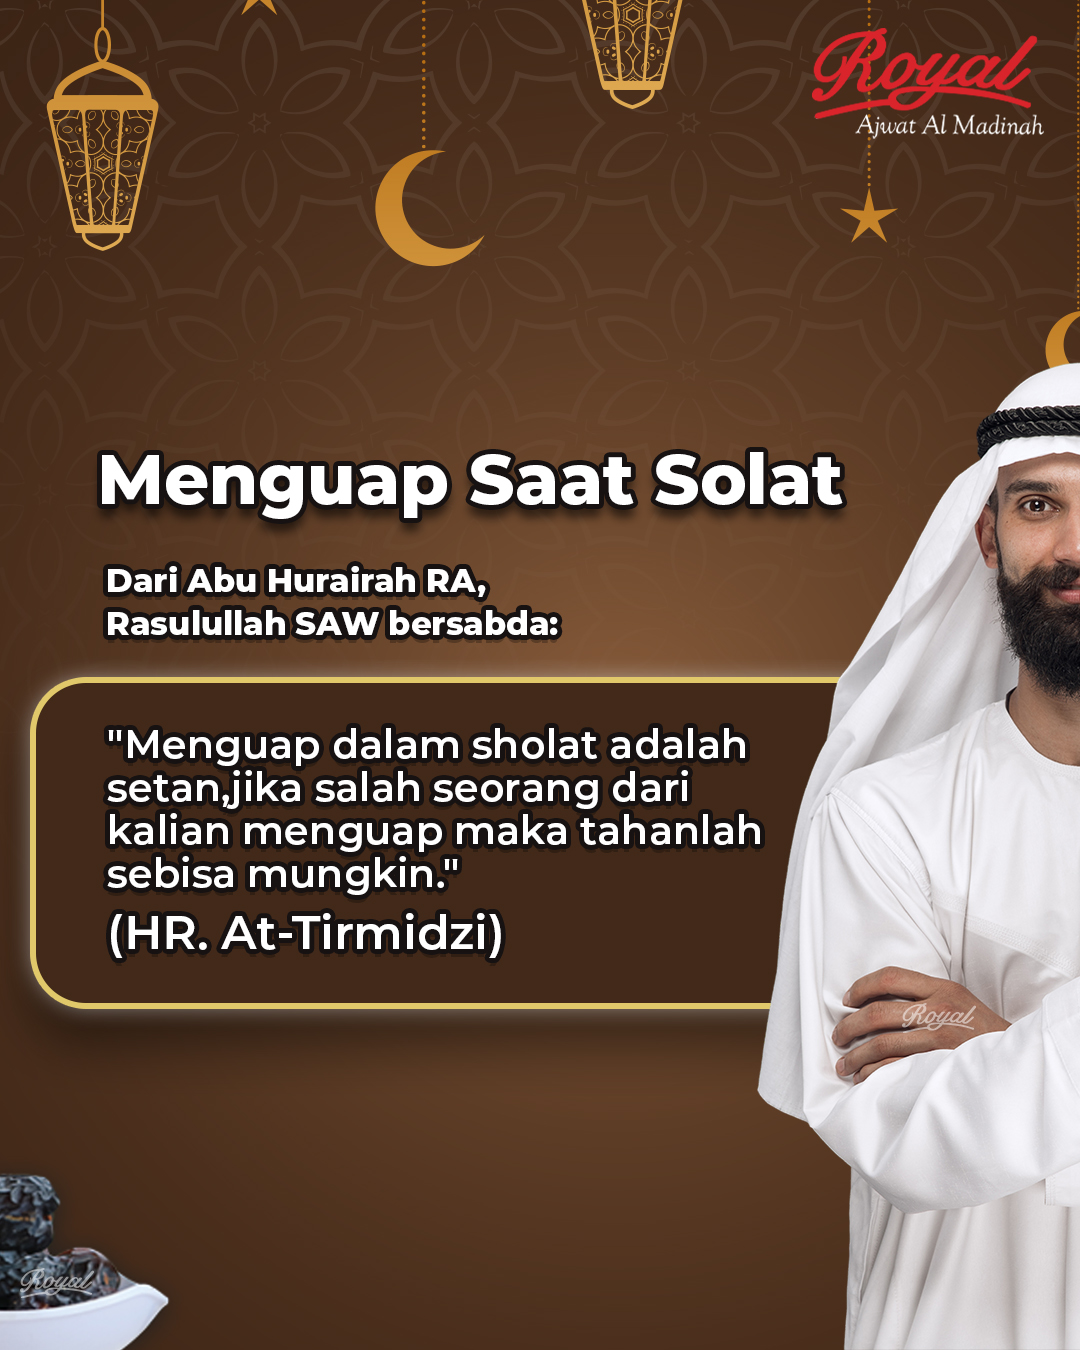 Royal
Ajwat Al Madinah
Menguap Saat Solat
Dari Abu Hurairah RA,
Rasulullah SAW bersabda:
"Menguap dalam sholat adalah
setan,jika salah seorang dari
kalian menguap maka tahanlah
sebisa mungkin."
(HR. At-Tirmidzi)
Royal
Royal